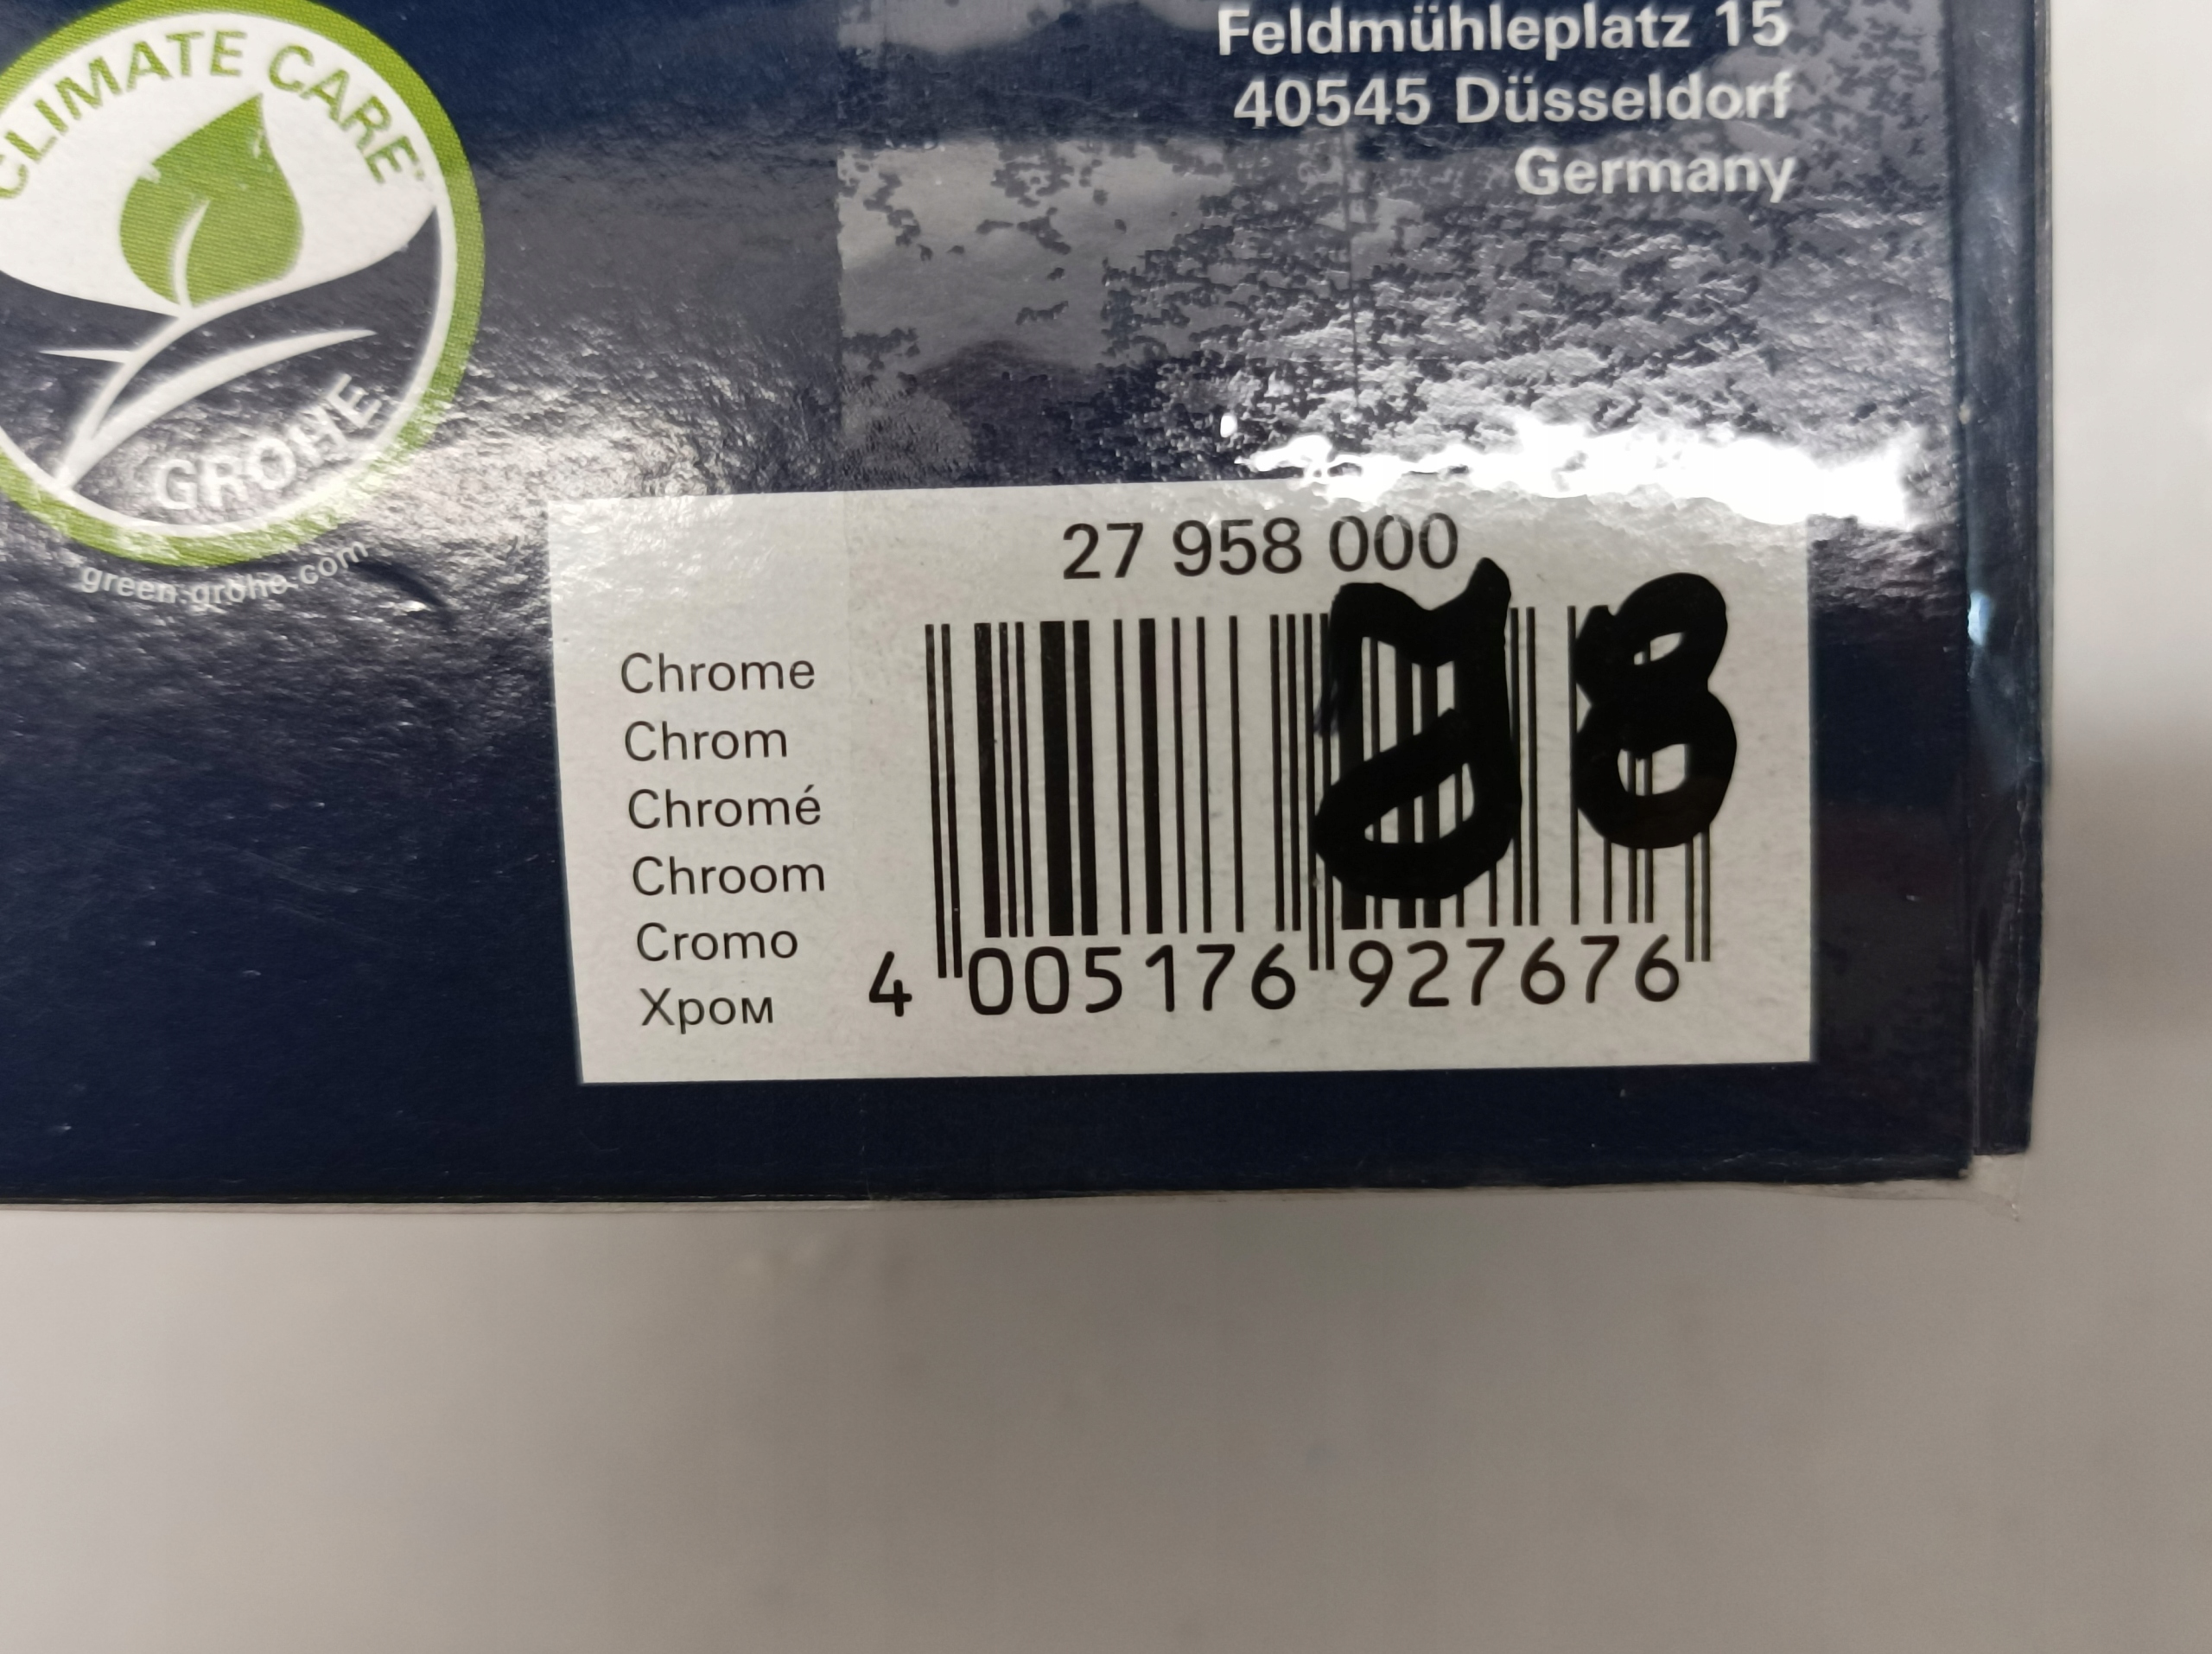 CLIMATE CARE
GROHE
green.grohe.com
Feldmühleplatz 15
40545 Düsseldorf
Germany
27 958 000
Chrome
Chrom
Chromé
Chroom
Cromo
Хром
4 005176 927676